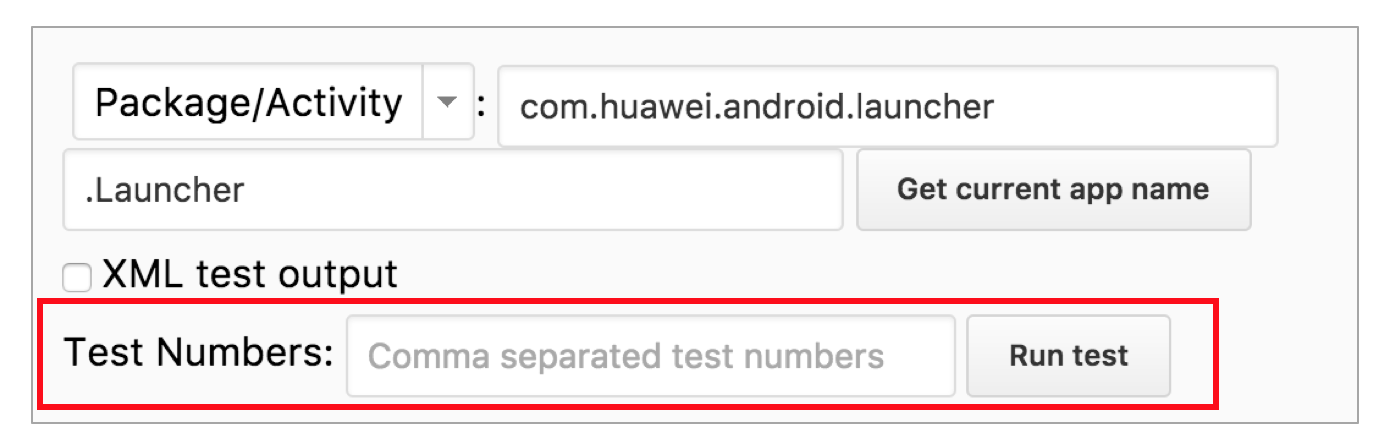 Package/Activity : com.huawei.android.launcher
.Launcher Get current app name
XML test output
Test Numbers: Comma separated test numbers Run test